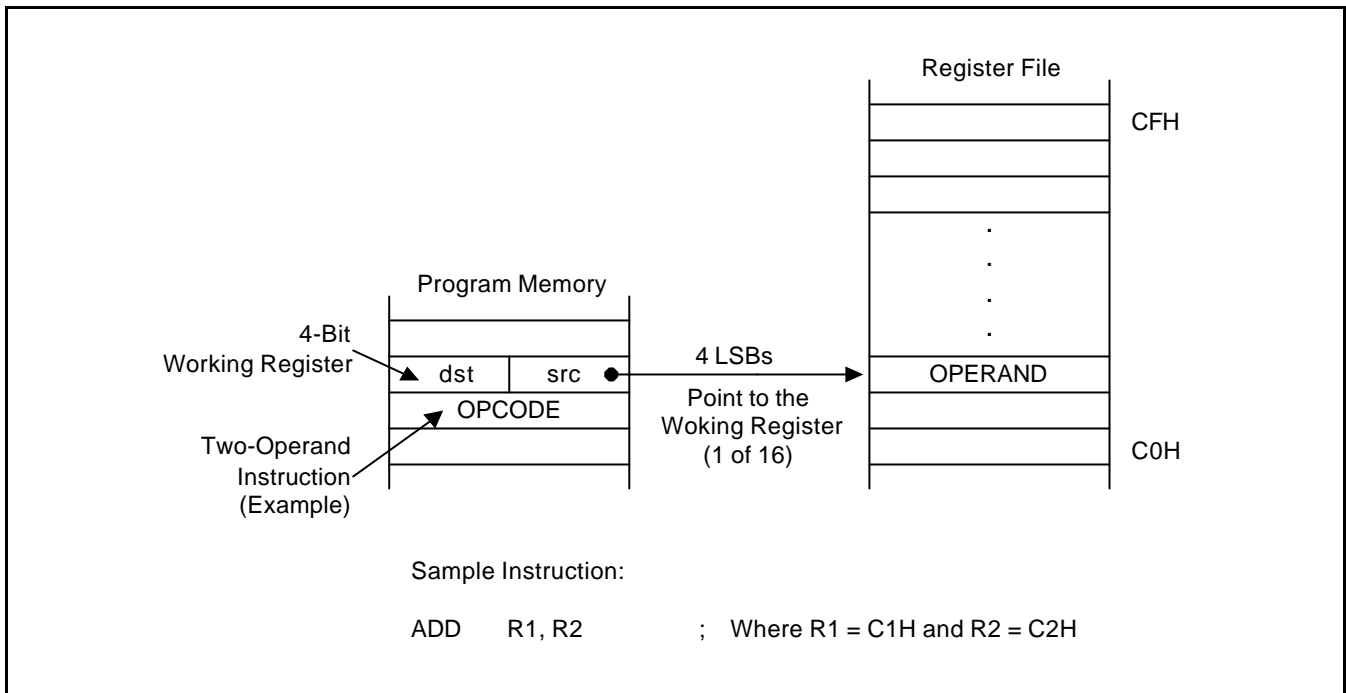 Register File
CFH
.
.
.
.
Program Memory
4-Bit
Working Register
dst src
4 LSBs
OPERAND
OPCODE
Point to the
Woking Register
(1 of 16)
Two-Operand
Instruction
(Example)
C0H
Sample Instruction:
ADD R1, R2 ; Where R1 = C1H and R2 = C2H